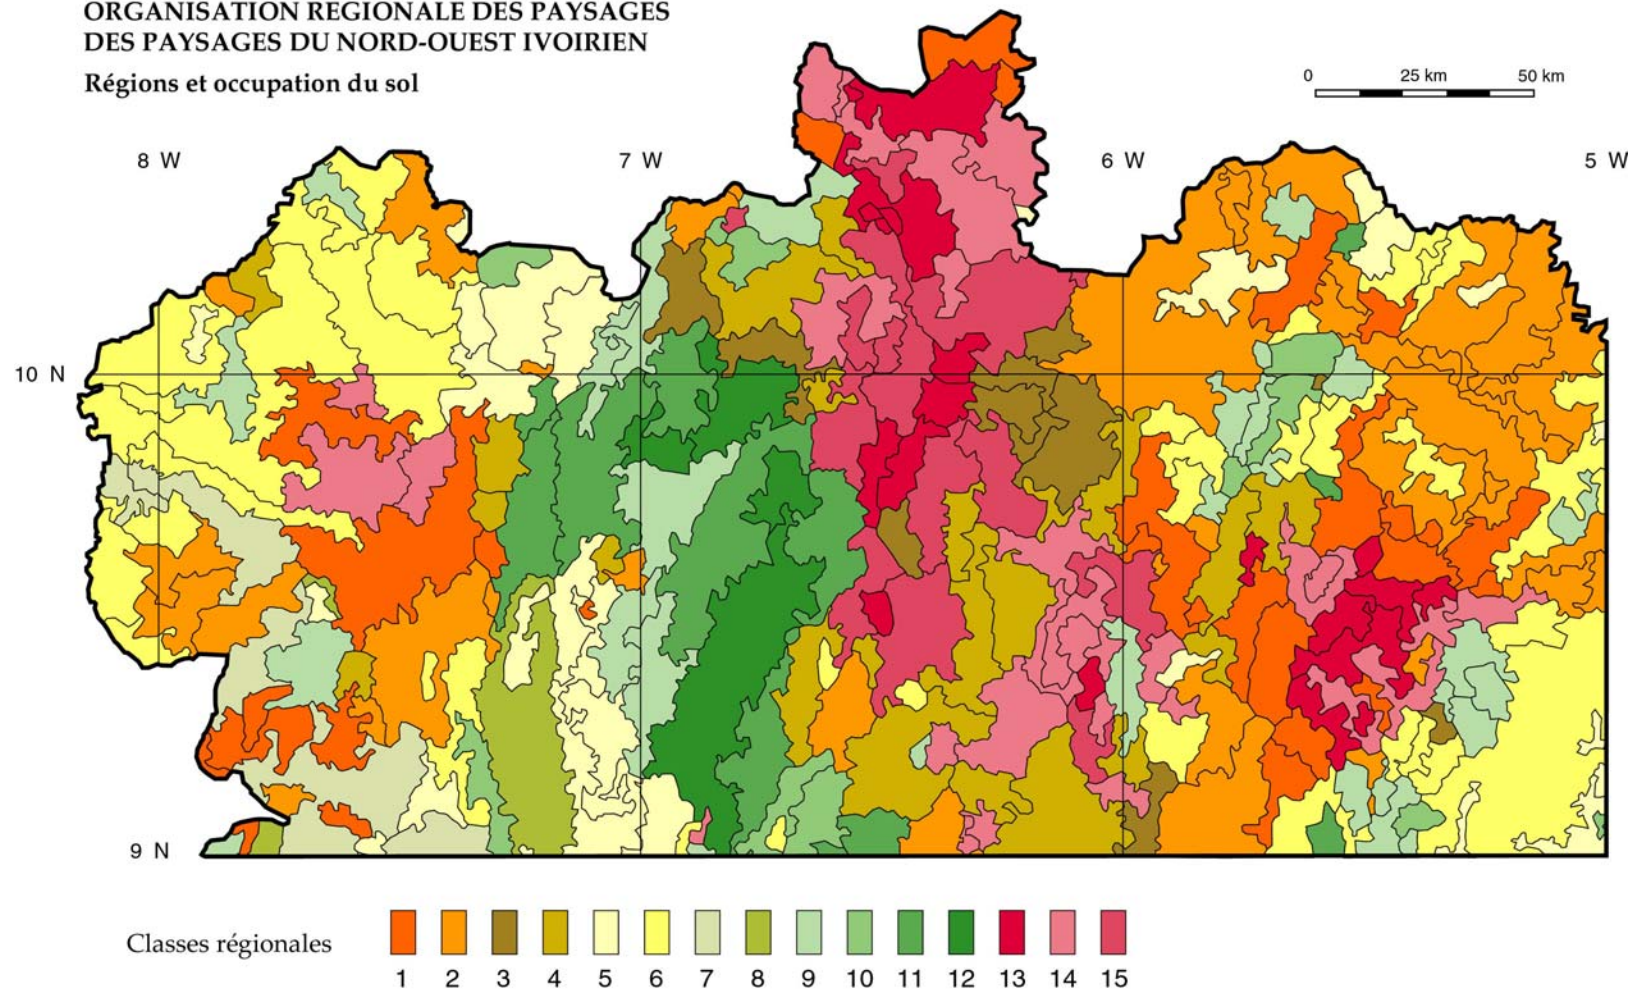 ORGANISATION REGIONALE DES PAYSAGES
DES PAYSAGES DU NORD-OUEST IVOIRIEN
Régions et occupation du sol
0 25 km 50 km
8 W 7 W 6 W 5 W
10 N
9 N
Classes régionales
1 2 3 4 5 6 7 8 9 10 11 12 13 14 15